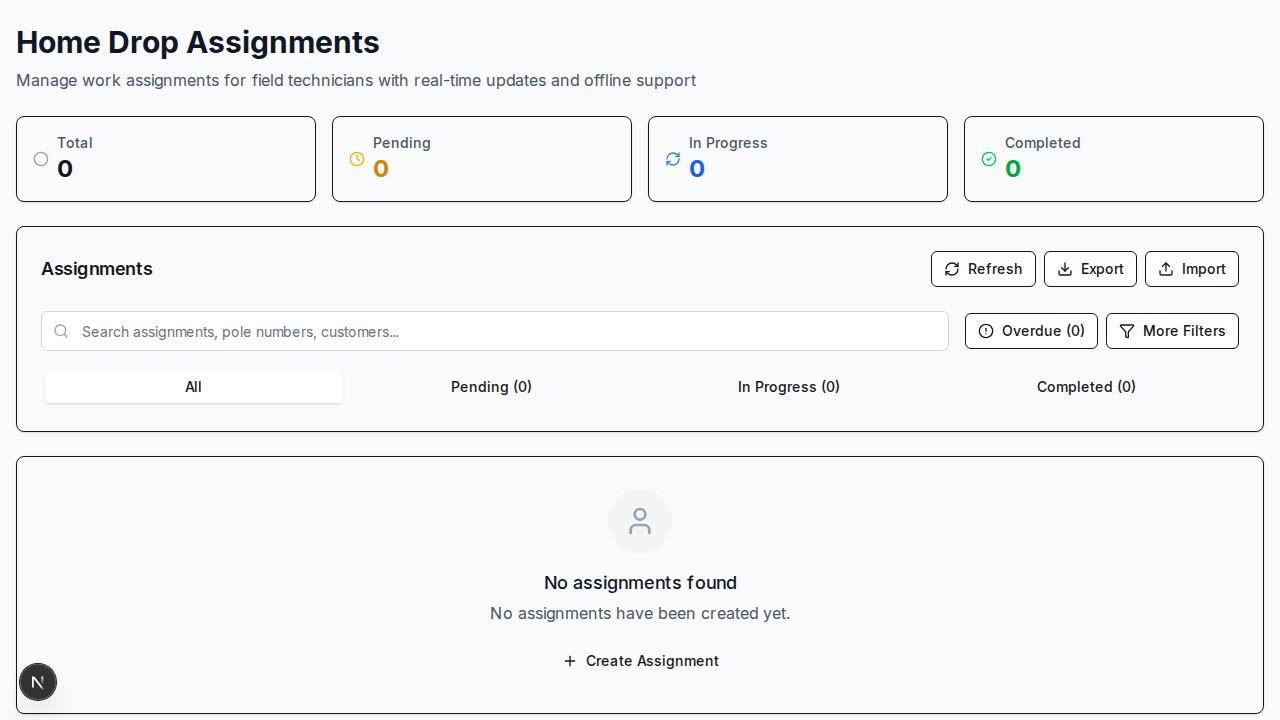 Home Drop Assignments
Manage work assignments for field technicians with real-time updates and offline support
Total
0
Pending
0
In Progress
0
Completed
0
Assignments
Refresh
Export
Import
Search assignments, pole numbers, customers...
Overdue (0)
More Filters
All
Pending (0)
In Progress (0)
Completed (0)
No assignments found
No assignments have been created yet.
Create Assignment
N